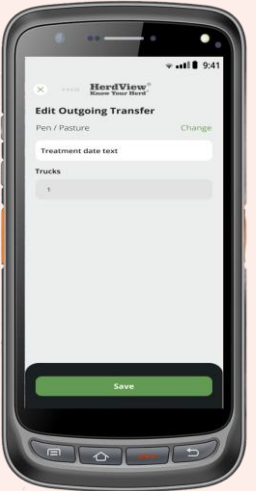 9:41
HerdView®
Know Your Herd®
Edit Outgoing Transfer
Pen / Pasture Change
Treatment date text
Trucks
1
Save